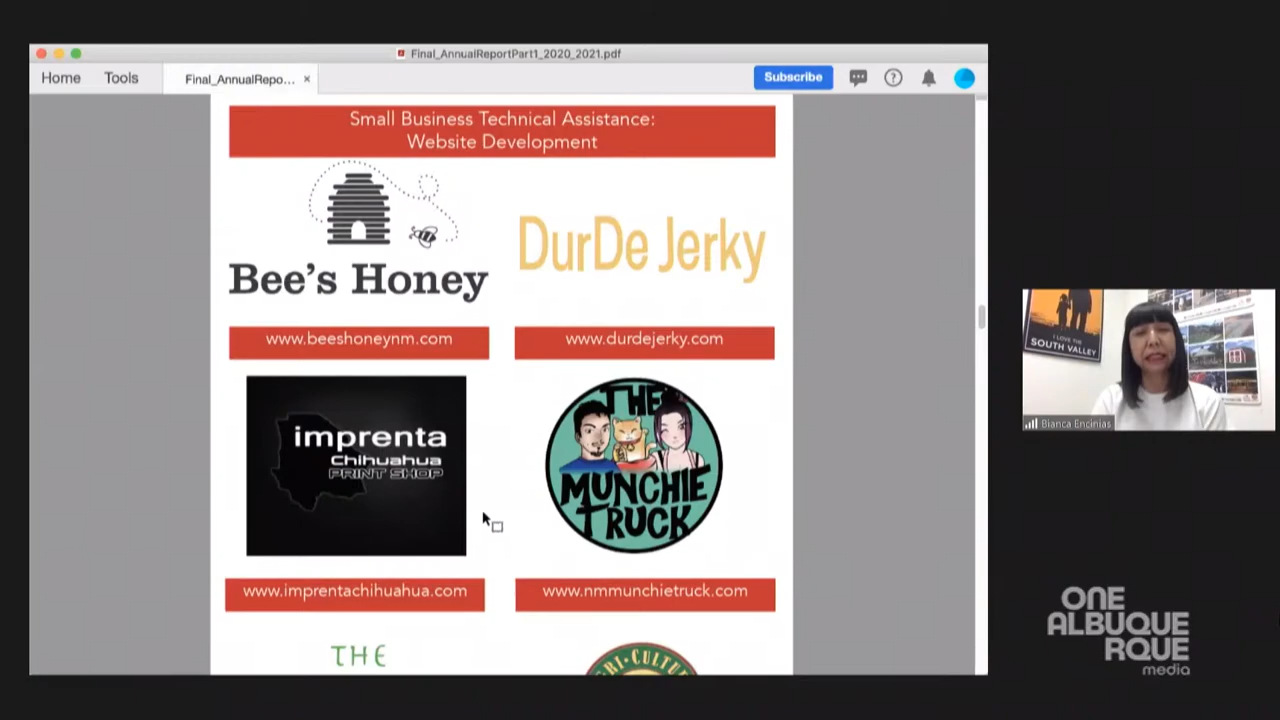 Final_AnnualReportPart1_2020_2021.pdf
Home
Tools
Final_AnnualRepo...
×
Subscribe
?
Small Business Technical Assistance:
Website Development
Bee's Honey
DurDe Jerky
www.beeshoneynm.com
www.durdejerky.com
imprenta
Chihuahua
PRINT SHOP
THE
MUNCHIE
TRUCK
www.imprentachihuahua.com
www.nmmunchietruck.com
THE
RI·CULTU
I LOVE THE
SOUTH VALLEY
Bianca Encinias
ONE
ALBUQUE
RQUE
media